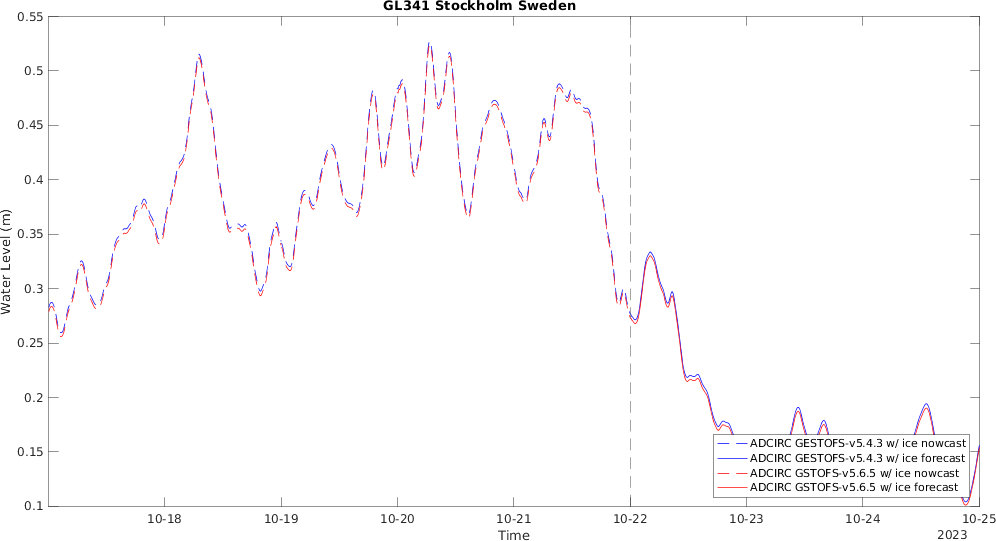 GL341 Stockholm Sweden
0.55
0.5
0.45
0.4
0.35
0.3
0.25
0.2
0.15
0.1
Water Level (m)
ADCIRC GESTOFS-v5.4.3 w/ ice nowcast
ADCIRC GESTOFS-v5.4.3 w/ ice forecast
ADCIRC GSTOFS-v5.6.5 w/ ice nowcast
ADCIRC GSTOFS-v5.6.5 w/ ice forecast
10-18 10-19 10-20 10-21 10-22 10-23 10-24 10-25
Time
2023